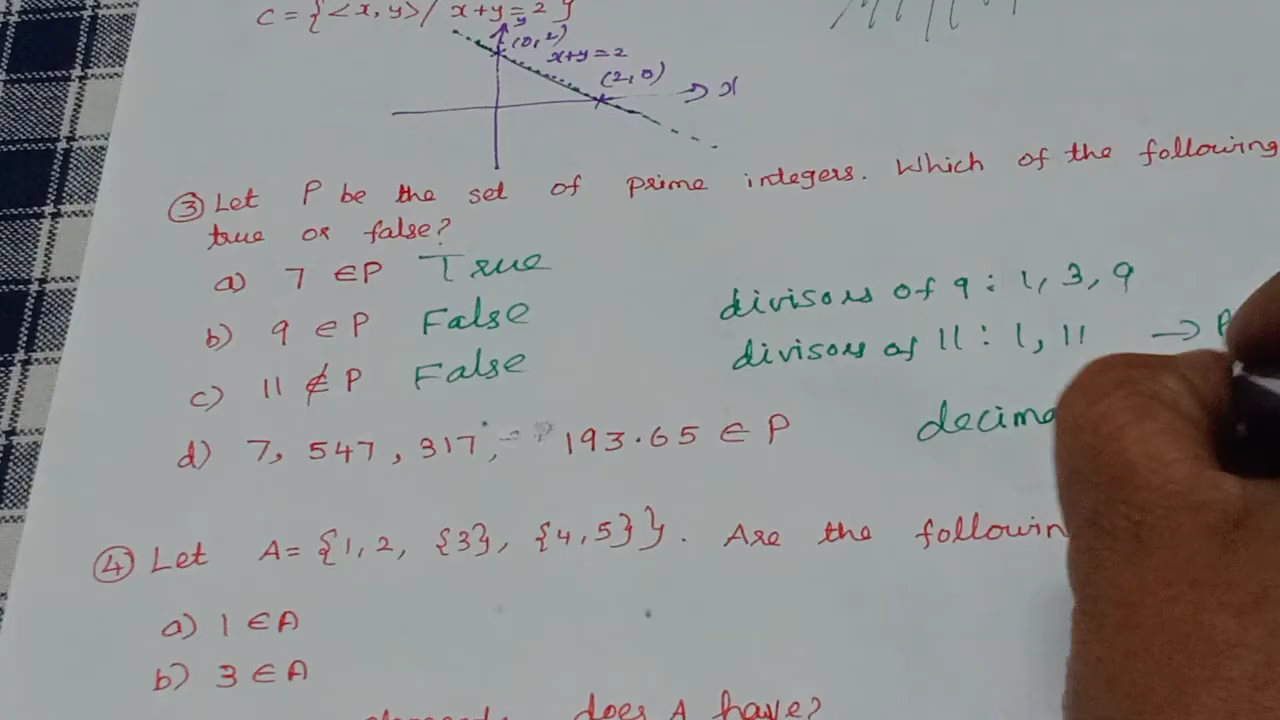 C = {<x, y> / x+y=2}
y
(0, 2)
x+y=2
(2, 0)
x
③ Let P be the set of prime integers. Which of the following
true or false?
a) 7 ∈ P True
b) 9 ∈ P False
divisors of 9 : 1, 3, 9
c) 11 ∉ P False
divisors of 11 : 1, 11 → P
d) 7, 547, 317, 193.65 ∈ P
decima
④ Let A = {1, 2, {3}, {4, 5}}. Are the followin
a) 1 ∈ A
b) 3 ∈ A
does A have?